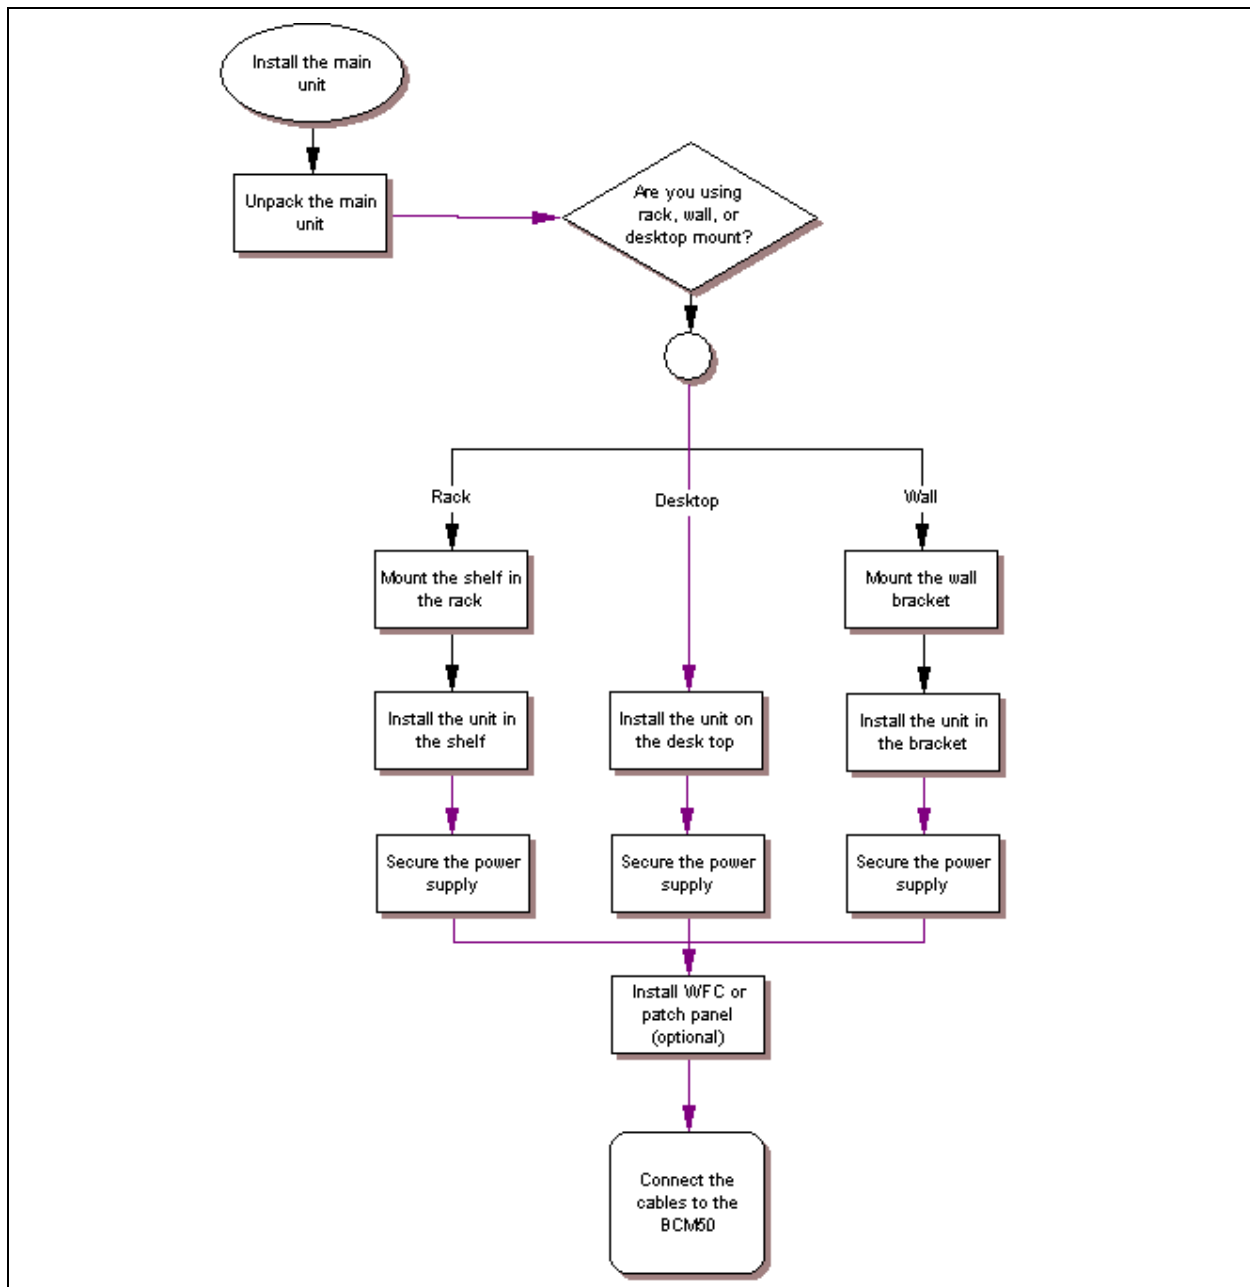 Install the main
unit
Unpack the main
unit
Are you using
rack, wall, or
desktop mount?
Rack
Desktop
Wall
Mount the shelf in
the rack
Mount the wall
bracket
Install the unit in
the shelf
Install the unit on
the desk top
Install the unit in
the bracket
Secure the power
supply
Secure the power
supply
Secure the power
supply
Install WFC or
patch panel
(optional)
Connect the
cables to the
BCM50